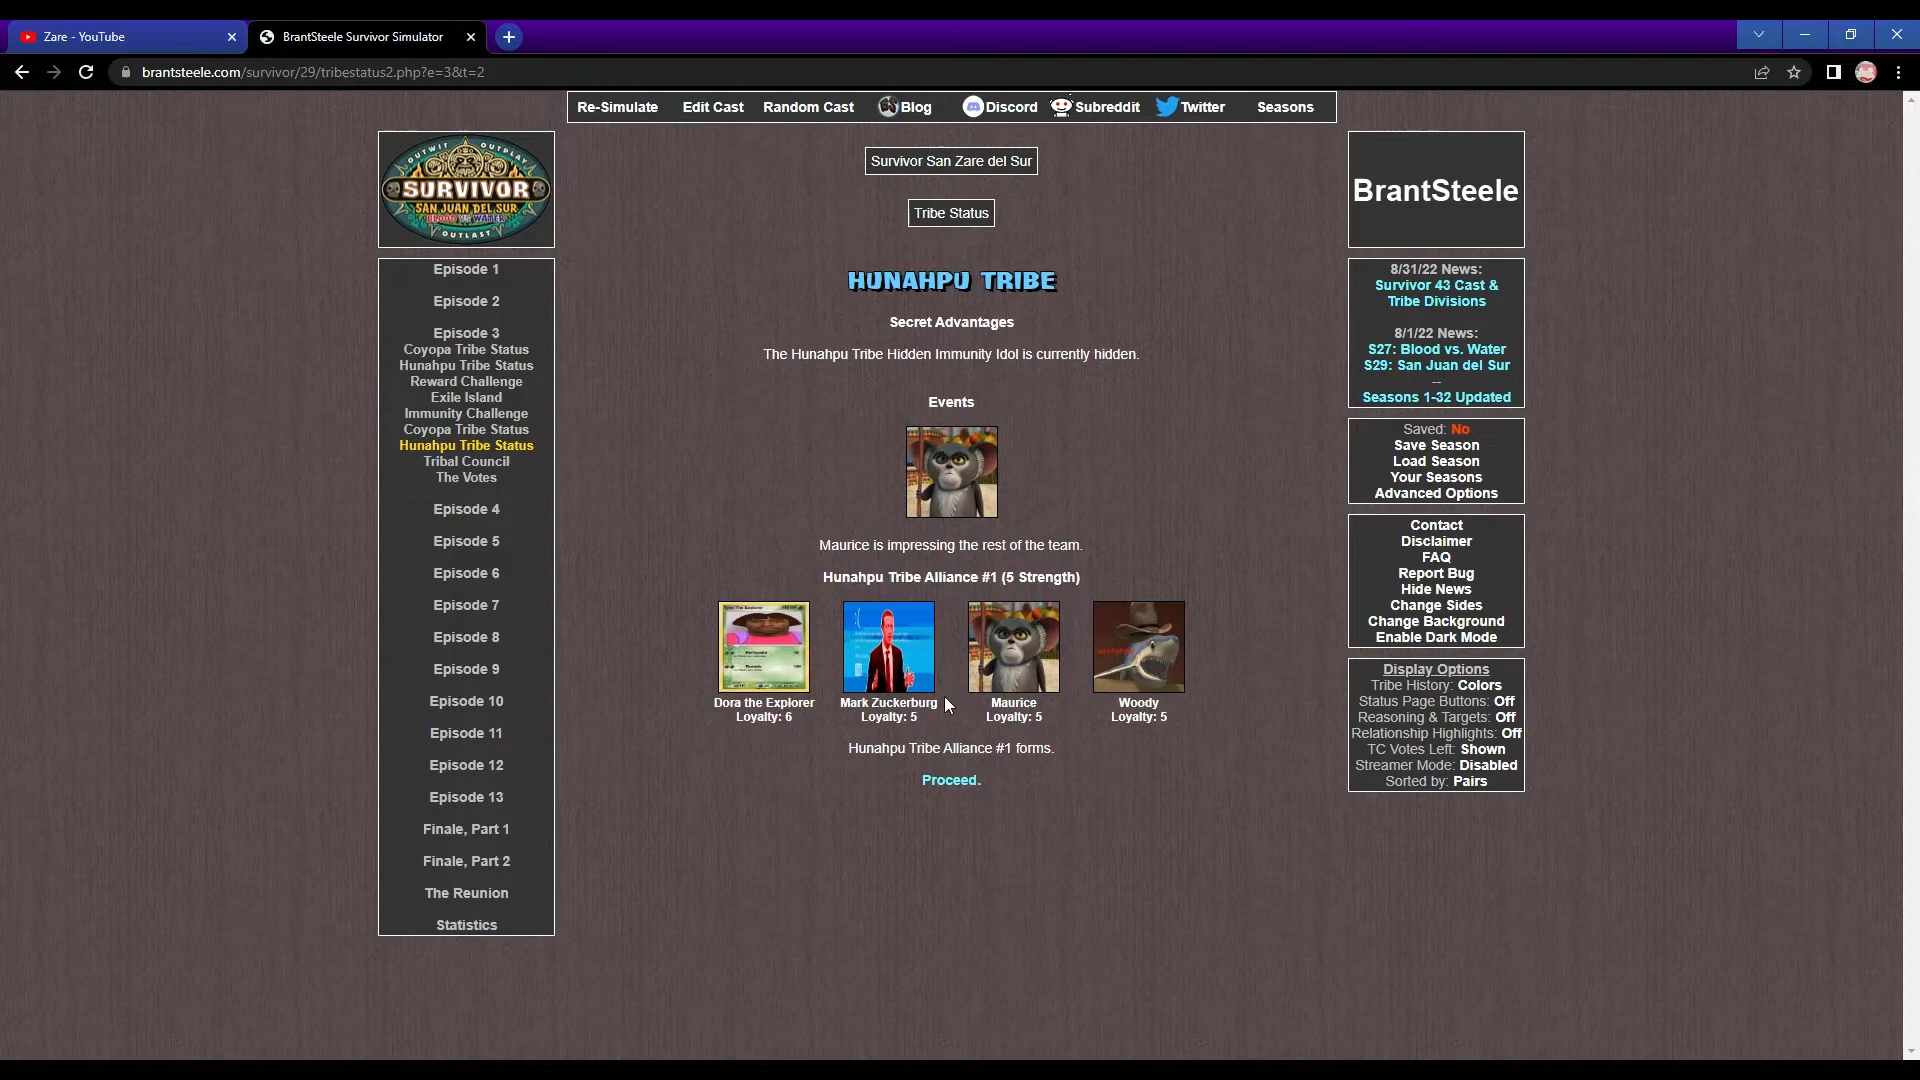 Zare - YouTube
BrantSteele Survivor Simulator
brantsteele.com/survivor/29/tribestatus2.php?e=3&t=2
Re-Simulate Edit Cast Random Cast Blog Discord Subreddit Twitter Seasons
OUTWIT OUTPLAY
SURVIVOR
SAN JUAN DEL SUR
BLOOD VS WATER
OUTLAST
Episode 1
Episode 2
Episode 3
Coyopa Tribe Status
Hunahpu Tribe Status
Reward Challenge
Exile Island
Immunity Challenge
Coyopa Tribe Status
Hunahpu Tribe Status
Tribal Council
The Votes
Episode 4
Episode 5
Episode 6
Episode 7
Episode 8
Episode 9
Episode 10
Episode 11
Episode 12
Episode 13
Finale, Part 1
Finale, Part 2
The Reunion
Statistics
Survivor San Zare del Sur
Tribe Status
HUNAHPU TRIBE
Secret Advantages
The Hunahpu Tribe Hidden Immunity Idol is currently hidden.
Events
Maurice is impressing the rest of the team.
Hunahpu Tribe Alliance #1 (5 Strength)
Dora the Explorer Mark Zuckerburg Maurice Woody
Loyalty: 6 Loyalty: 5 Loyalty: 5 Loyalty: 5
Hunahpu Tribe Alliance #1 forms.
Proceed.
BrantSteele
8/31/22 News:
Survivor 43 Cast &
Tribe Divisions
8/1/22 News:
S27: Blood vs. Water
S29: San Juan del Sur
--
Seasons 1-32 Updated
Saved: No
Save Season
Load Season
Your Seasons
Advanced Options
Contact
Disclaimer
FAQ
Report Bug
Hide News
Change Sides
Change Background
Enable Dark Mode
Display Options
Tribe History: Colors
Status Page Buttons: Off
Reasoning & Targets: Off
Relationship Highlights: Off
TC Votes Left: Shown
Streamer Mode: Disabled
Sorted by: Pairs